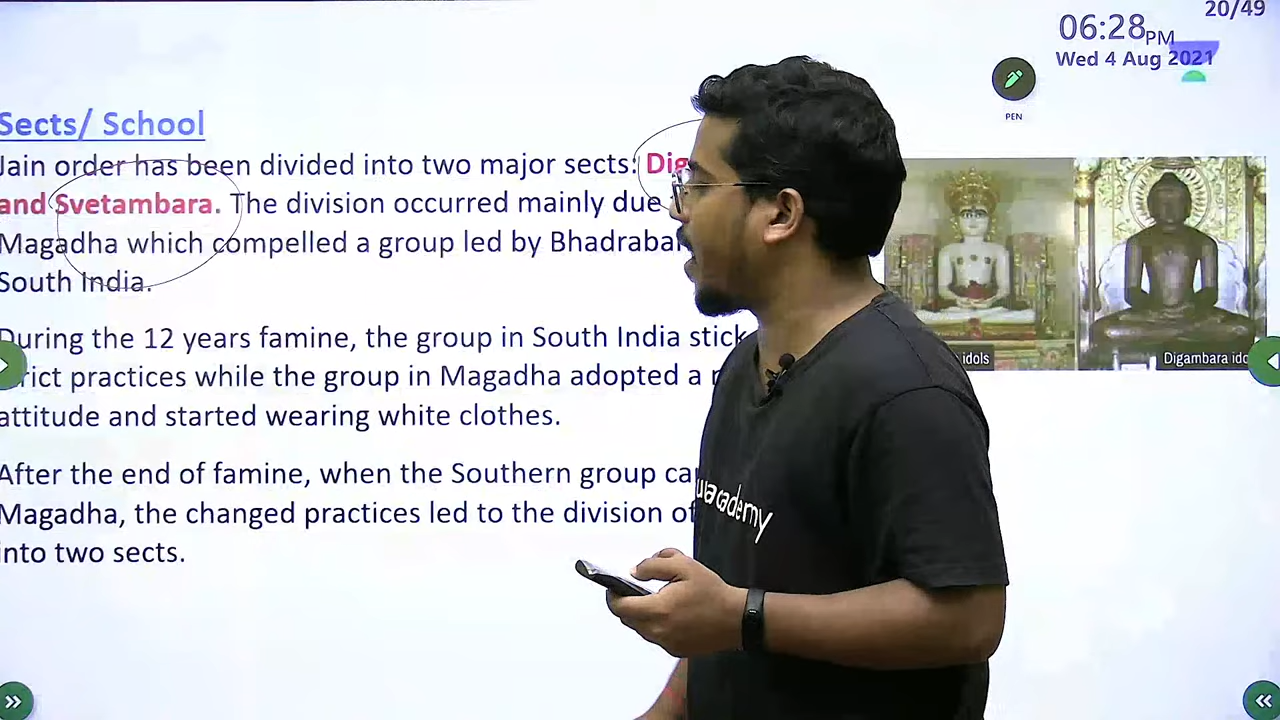 20/49
06:28PM
Wed 4 Aug 2021
PEN
Sects/ School
Jain order has been divided into two major sects: Dig
and Svetambara. The division occurred mainly due
Magadha which compelled a group led by Bhadrabah
South India.
During the 12 years famine, the group in South India stick
rict practices while the group in Magadha adopted a
attitude and started wearing white clothes.
After the end of famine, when the Southern group ca
Magadha, the changed practices led to the division of
into two sects.
idols
Digambara ido
unacademy